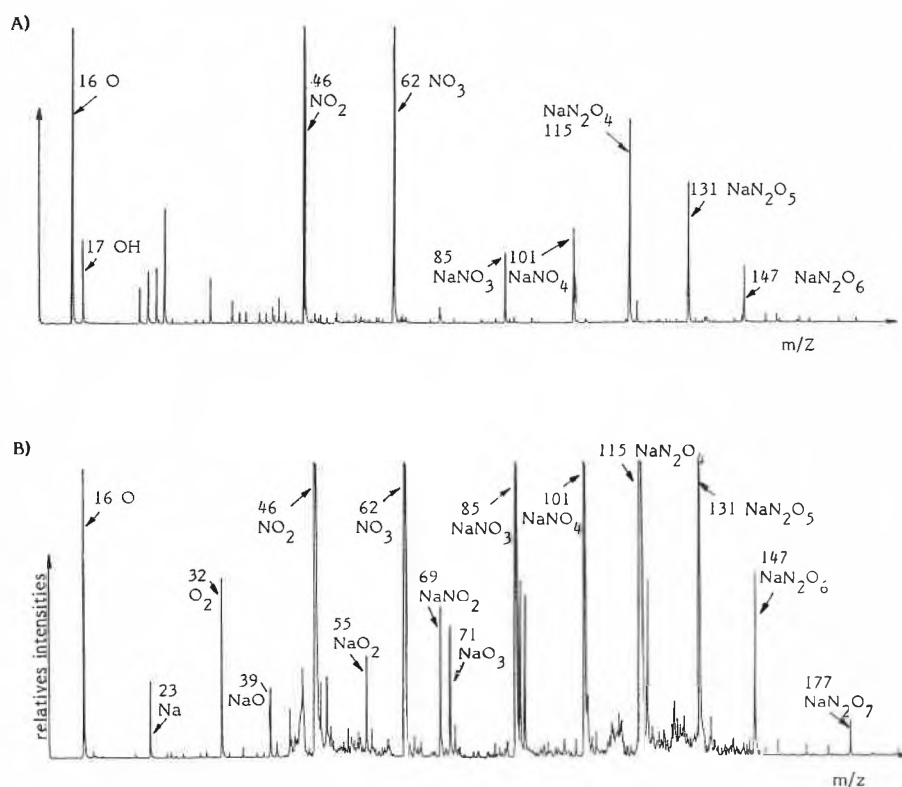 A)
16 O
17 OH
46
NO2
62 NO3
85
NaNO3
101
NaNO4
NaN2O4
115
131 NaN2O5
147 NaN2O6
m/Z
B)
relatives intensities
16 O
23
Na
32
O2
39
NaO
46
NO2
55
NaO2
62
NO3
69
NaNO2
71
NaO3
85
NaNO3
101
NaNO4
115 NaN2O4
131 NaN2O5
147
NaN2O6
177
NaN2O7
m/z